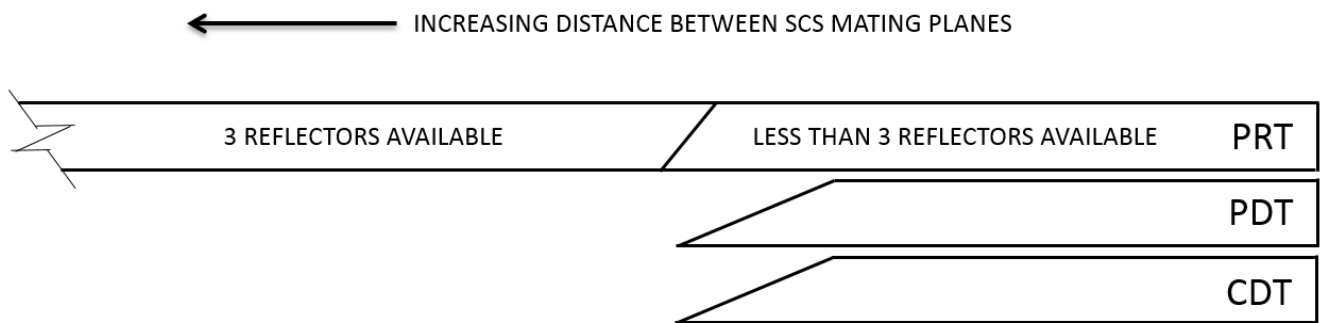 INCREASING DISTANCE BETWEEN SCS MATING PLANES
3 REFLECTORS AVAILABLE
LESS THAN 3 REFLECTORS AVAILABLE
PRT
PDT
CDT